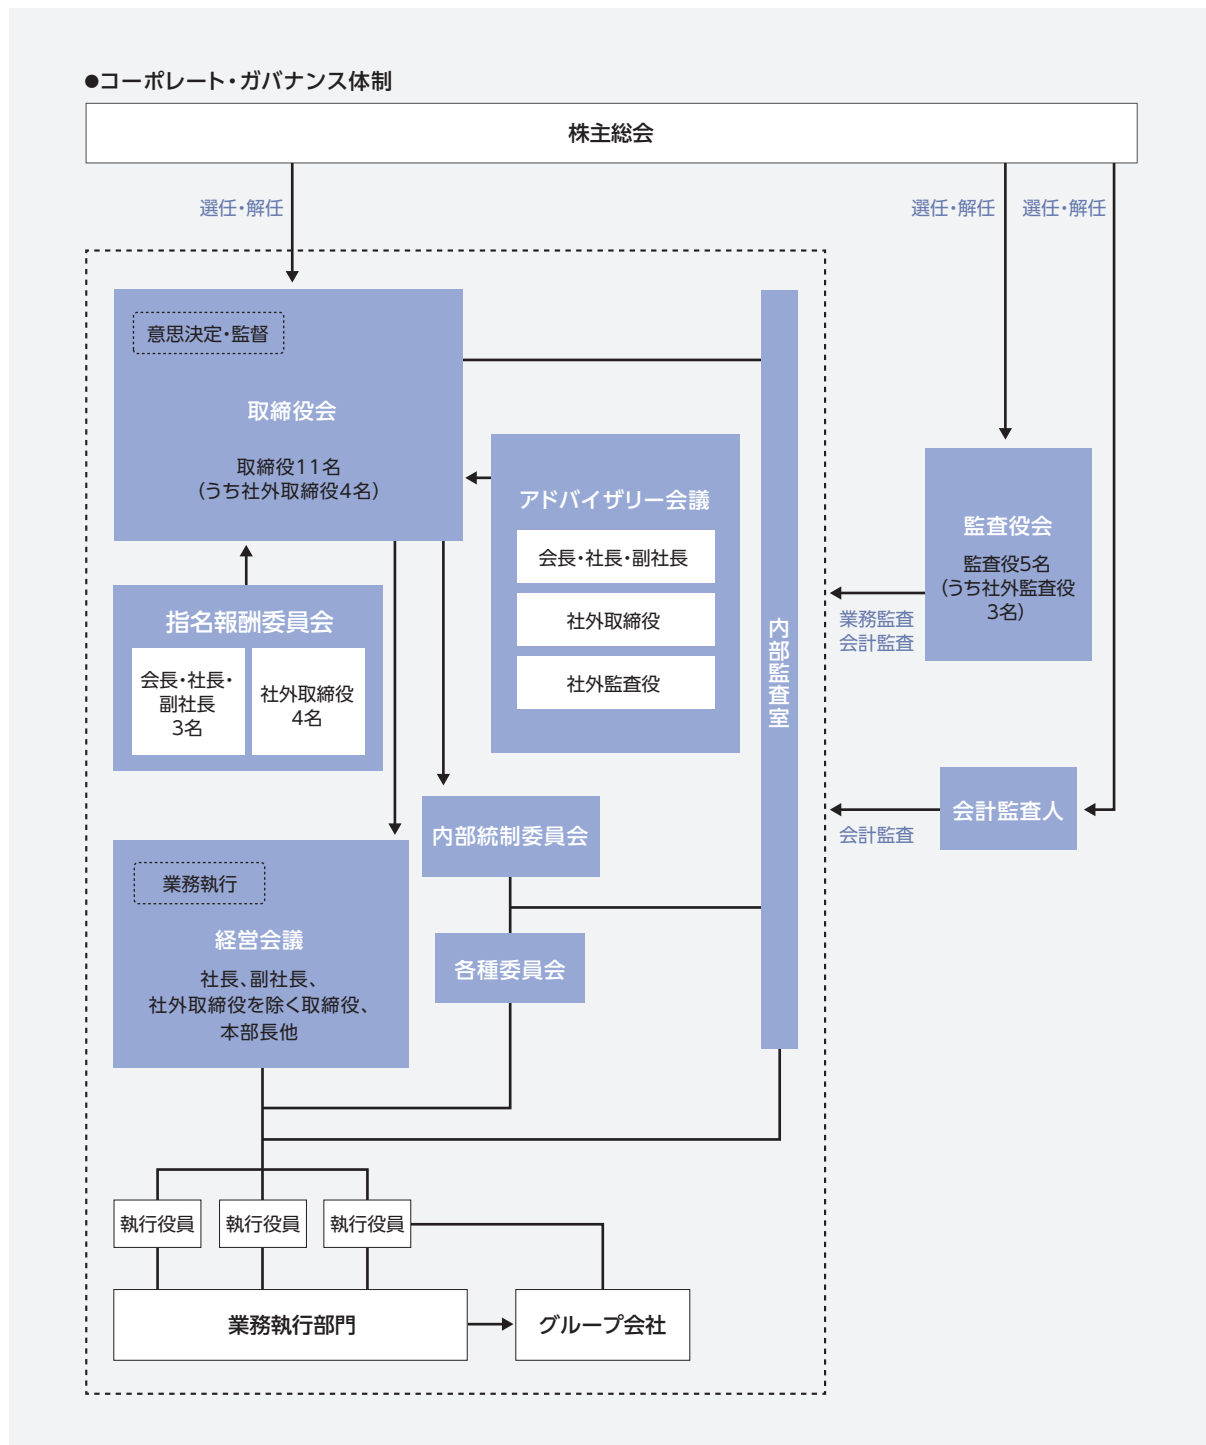 ●コーポレート・ガバナンス体制
株主総会
選任・解任
選任・解任
選任・解任
意思決定・監督
取締役会
取締役11名
(うち社外取締役4名)
アドバイザリー会議
会長・社長・副社長
社外取締役
社外監査役
指名報酬委員会
会長・社長・
副社長
3名
社外取締役
4名
内部監査室
監査役会
監査役5名
(うち社外監査役
3名)
業務監査
会計監査
会計監査人
会計監査
内部統制委員会
各種委員会
業務執行
経営会議
社長、副社長、
社外取締役を除く取締役、
本部長他
執行役員
執行役員
執行役員
業務執行部門
グループ会社